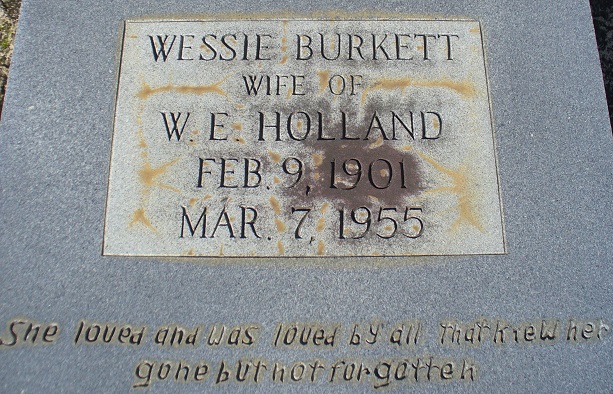 WESSIE BURKETT
WIFE OF
W. E. HOLLAND
FEB. 9, 1901
MAR. 7, 1955
She loved and was loved by all that knew her
gone but not forgotten